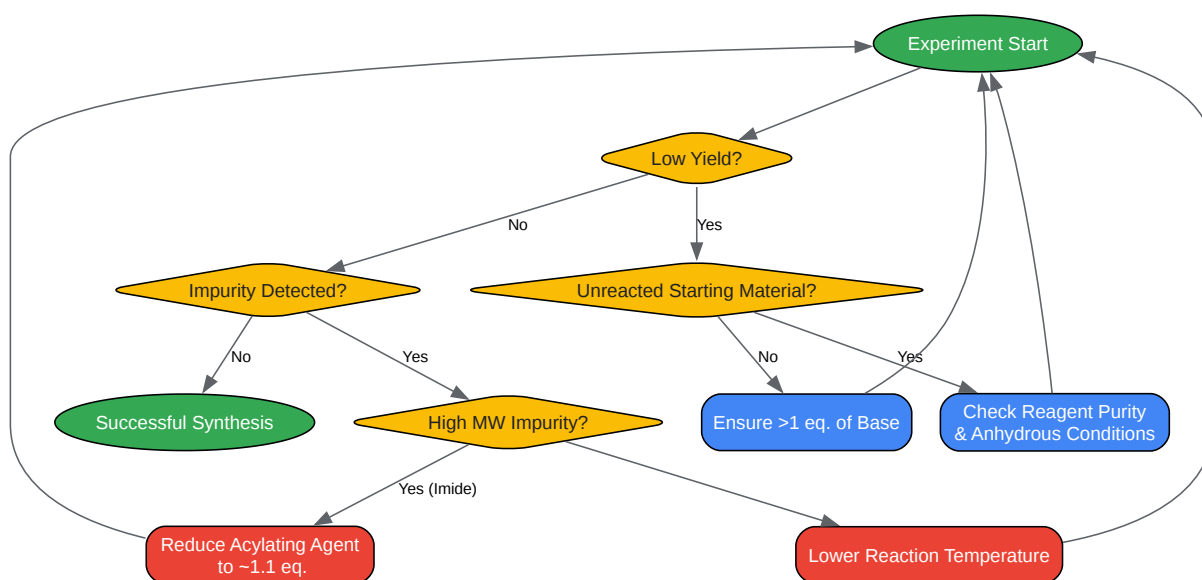 Experiment Start
Low Yield?
No
Yes
Impurity Detected?
Unreacted Starting Material?
No
Yes
No
Yes
Successful Synthesis
High MW Impurity?
Ensure >1 eq. of Base
Check Reagent Purity
& Anhydrous Conditions
Yes (Imide)
Reduce Acylating Agent
to ~1.1 eq.
Lower Reaction Temperature